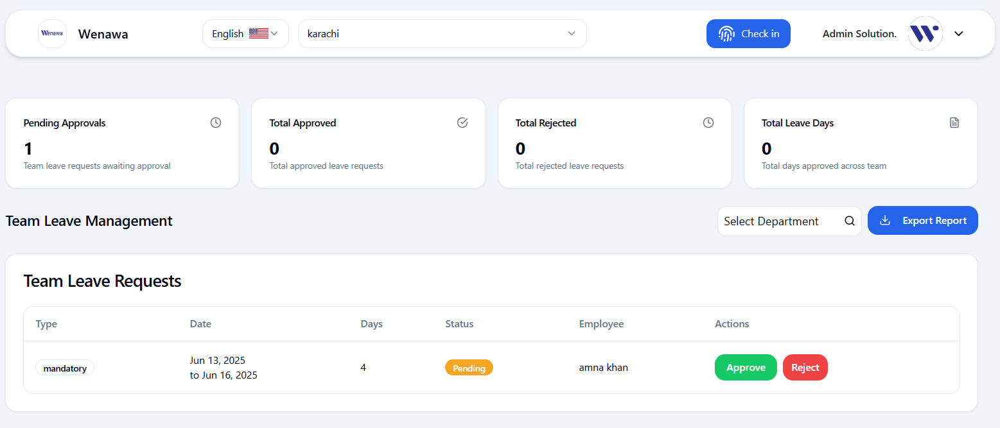 Wenawa
Wenawa
English
karachi
Check in
Admin Solution.
W
Pending Approvals
1
Team leave requests awaiting approval
Total Approved
0
Total approved leave requests
Total Rejected
0
Total rejected leave requests
Total Leave Days
0
Total days approved across team
Team Leave Management
Select Department
Export Report
Team Leave Requests
Type Date Days Status Employee Actions
mandatory
Jun 13, 2025
to Jun 16, 2025
4
Pending
amna khan
Approve
Reject